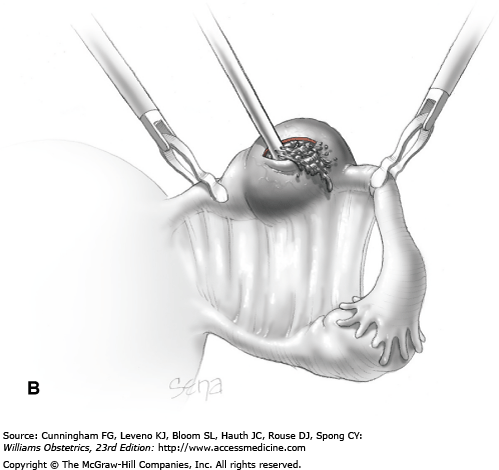 B
sena
Source: Cunningham FG, Leveno KJ, Bloom SL, Hauth JC, Rouse DJ, Spong CY:
Williams Obstetrics, 23rd Edition: http://www.accessmedicine.com
Copyright © The McGraw-Hill Companies, Inc. All rights reserved.